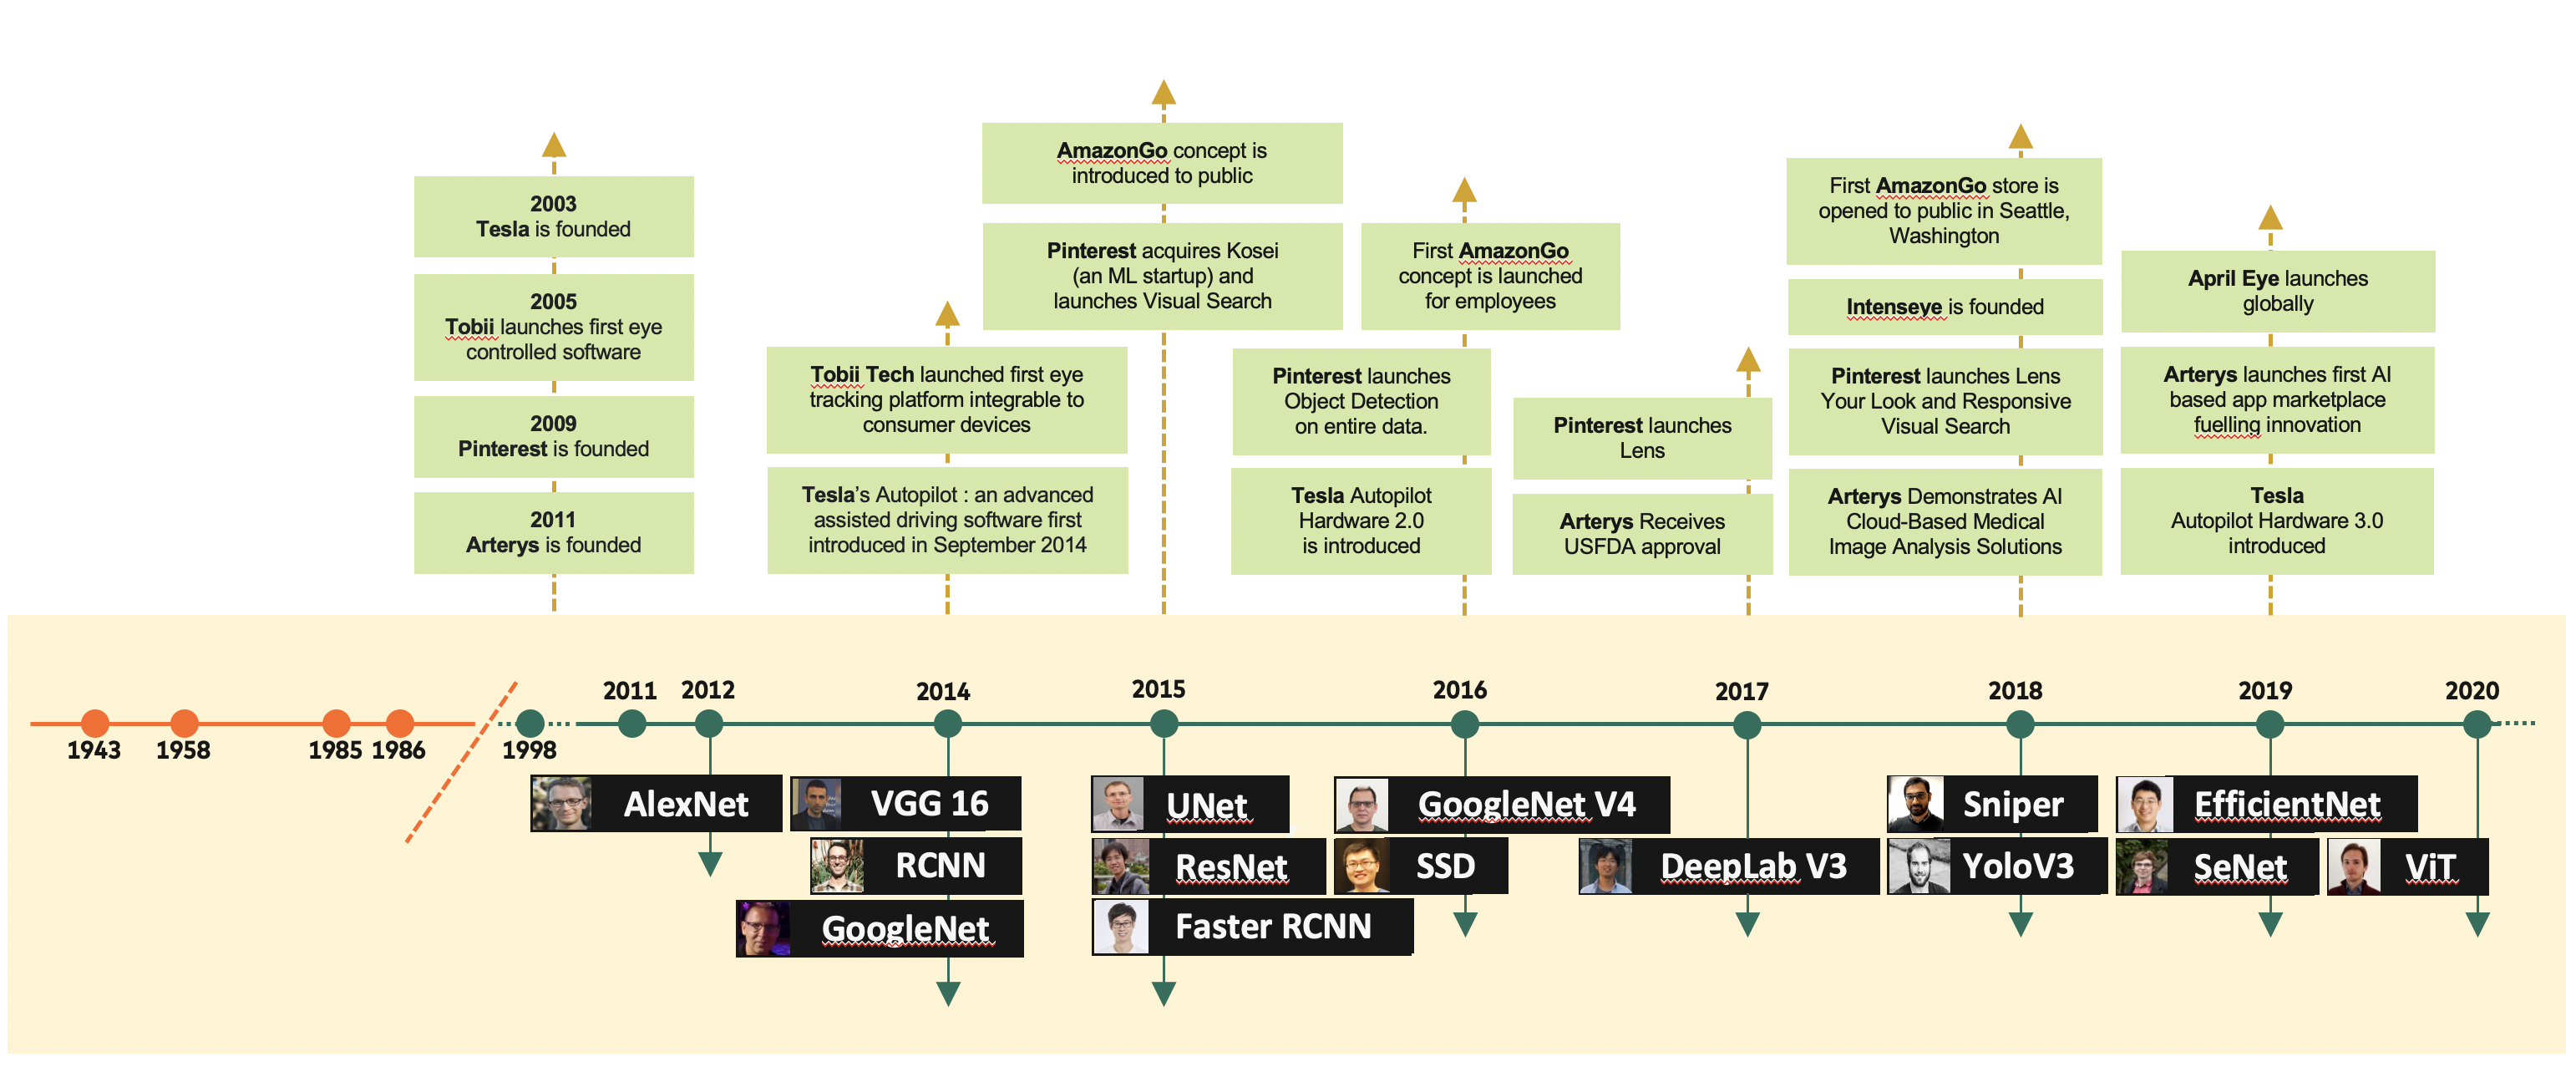 2003
Tesla is founded
2005
Tobii launches first eye
controlled software
2009
Pinterest is founded
2011
Arterys is founded
Tobii Tech launched first eye
tracking platform integrable to
consumer devices
Tesla's Autopilot : an advanced
assisted driving software first
introduced in September 2014
AmazonGo concept is
introduced to public
Pinterest acquires Kosei
(an ML startup) and
launches Visual Search
First AmazonGo
concept is launched
for employees
Pinterest launches
Object Detection
on entire data.
Tesla Autopilot
Hardware 2.0
is introduced
Pinterest launches
Lens
Arterys Receives
USFDA approval
First AmazonGo store is
opened to public in Seattle,
Washington
Intenseye is founded
Pinterest launches Lens
Your Look and Responsive
Visual Search
Arterys Demonstrates AI
Cloud-Based Medical
Image Analysis Solutions
April Eye launches
globally
Arterys launches first AI
based app marketplace
fuelling innovation
Tesla
Autopilot Hardware 3.0
introduced
1943
1958
1985
1986
1998
2011
2012
2014
2015
2016
2017
2018
2019
2020
AlexNet
VGG 16
RCNN
GoogleNet
UNet
ResNet
Faster RCNN
GoogleNet V4
SSD
DeepLab V3
Sniper
YoloV3
EfficientNet
SeNet
ViT